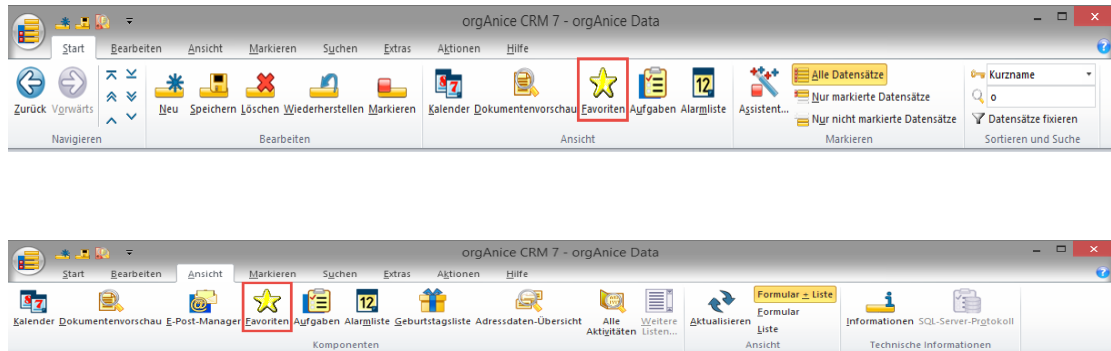 orgAnice CRM 7 - orgAnice Data
Start Bearbeiten Ansicht Markieren Suchen Extras Aktionen Hilfe
Zurück Vorwärts Neu Speichern Löschen Wiederherstellen Markieren Kalender Dokumentenvorschau Favoriten Aufgaben Alarmliste Assistent...
Alle Datensätze
Nur markierte Datensätze
Nur nicht markierte Datensätze
Kurzname
o
Datensätze fixieren
Navigieren Bearbeiten Ansicht Markieren Sortieren und Suche
orgAnice CRM 7 - orgAnice Data
Start Bearbeiten Ansicht Markieren Suchen Extras Aktionen Hilfe
Kalender Dokumentenvorschau E-Post-Manager Favoriten Aufgaben Alarmliste Geburtstagsliste Adressdaten-Übersicht
Alle Aktivitäten
Weitere Listen...
Aktualisieren
Formular + Liste
Formular
Liste
Informationen SQL-Server-Protokoll
Komponenten Ansicht Technische Informationen